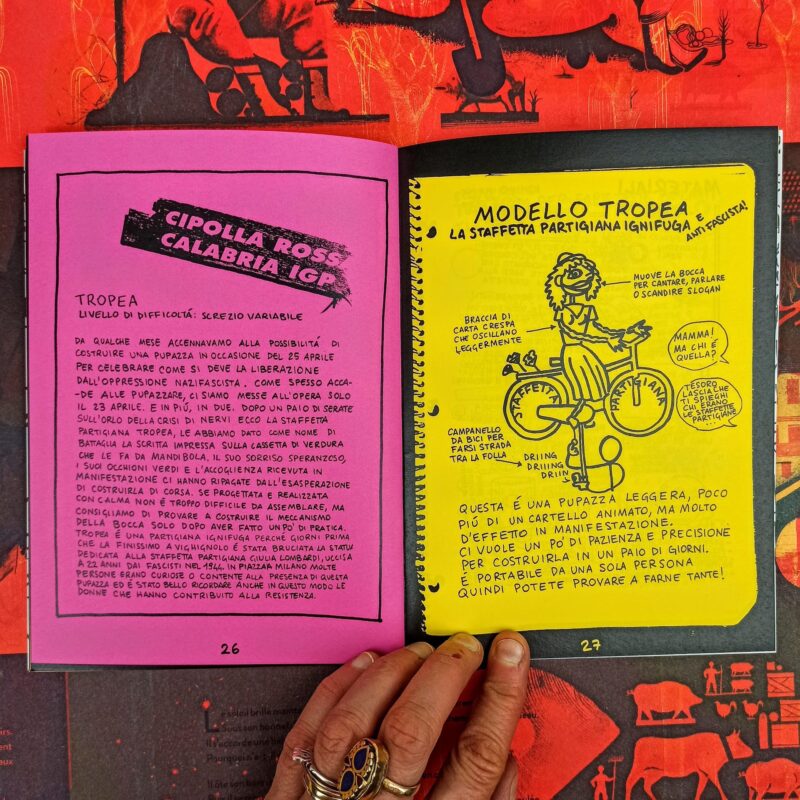 CIPOLLA ROSS
CALABRIA IGP
TROPEA
LIVELLO DI DIFFICOLTÁ: SCREZIO VARIABILE
DA QUALCHE MESE ACCENNAVAMO ALLA POSSIBILITÁ DI
COSTRUIRE UNA PUPAZZA IN OCCASIONE DEL 25 APRILE
PER CELEBRARE COME SI DEVE LA LIBERAZIONE
DALL'OPPRESSIONE NAZIFASCISTA. COME SPESSO ACCA-
DE ALLE PUPAZZARE, CI SIAMO MESSE ALL'OPERA SOLO
IL 23 APRILE. E IN PIÚ, IN DUE. DOPO UN PAIO DI SERATE
SULL'ORLO DELLA CRISI DI NERVI ECCO LA STAFFETTA
PARTIGIANA TROPEA, LE ABBIAMO DATO COME NOME DI
BATTAGLIA LA SCRITTA IMPRESSA SULLA CASSETTA DI VERDURA
CHE LE FA DA MANDIBOLA. IL SUO SORRISO SPERANZOSO,
I SUOI OCCHIONI VERDI E L'ACCOGLIENZA RICEVUTA IN
MANIFESTAZIONE CI HANNO RIPAGATE DALL'ESASPERAZIONE
DI COSTRUIRLA DI CORSA. SE PROGETTATA E REALIZZATA
CON CALMA NON É TROPPO DIFFICILE DA ASSEMBLARE, MA
CONSIGLIAMO DI PROVARE A COSTRUIRE IL MECCANISMO
DELLA BOCCA SOLO DOPO AVER FATTO UN PO' DI PRATICA.
TROPEA É UNA PARTIGIANA IGNIFUGA PERCHÉ GIORNI PRIMA
CHE LA FINISSIMO A VIGHIGNOLO É STATA BRUCIATA LA STATUA
DEDICATA ALLA STAFFETTA PARTIGIANA GIULIA LOMBARDI, UCCISA
A 22 ANNI DAI FASCISTI NEL 1944. IN PIAZZA A MILANO MOLTE
PERSONE ERANO CURIOSE O CONTENTE ALLA PRESENZA DI QUESTA
PUPAZZA ED É STATO BELLO RICORDARE ANCHE IN QUESTO MODO LE
DONNE CHE HANNO CONTRIBUITO ALLA RESISTENZA.
26
MODELLO TROPEA
LA STAFFETTA PARTIGIANA IGNIFUGA E
ANTIFASCISTA!
MUOVE LA BOCCA
PER CANTARE, PARLARE
O SCANDIRE SLOGAN
BRACCIA DI
CARTA CRESPA
CHE OSCILLANO
LEGGERMENTE
MAMMA!
MA CHI É
QUELLA?
STAFFETTA
PARTIGIANA
TESORO
LASCIA CHE
TI SPIEGHI
CHI ERANO
LE STAFFETTE
PARTIGIANE
...
CAMPANELLO
DA BICI PER
FARSI STRADA
TRA LA FOLLA
DRIING
DRIIING
DRIIN
QUESTA É UNA PUPAZZA LEGGERA, POCO
PIÚ DI UN CARTELLO ANIMATO, MA MOLTO
D'EFFETTO IN MANIFESTAZIONE.
CI VUOLE UN PO' DI PAZIENZA E PRECISIONE
PER COSTRUIRLA IN UN PAIO DI GIORNI.
É PORTABILE DA UNA SOLA PERSONA
QUINDI POTETE PROVARE A FARNE TANTE!
27
Le soleil brille